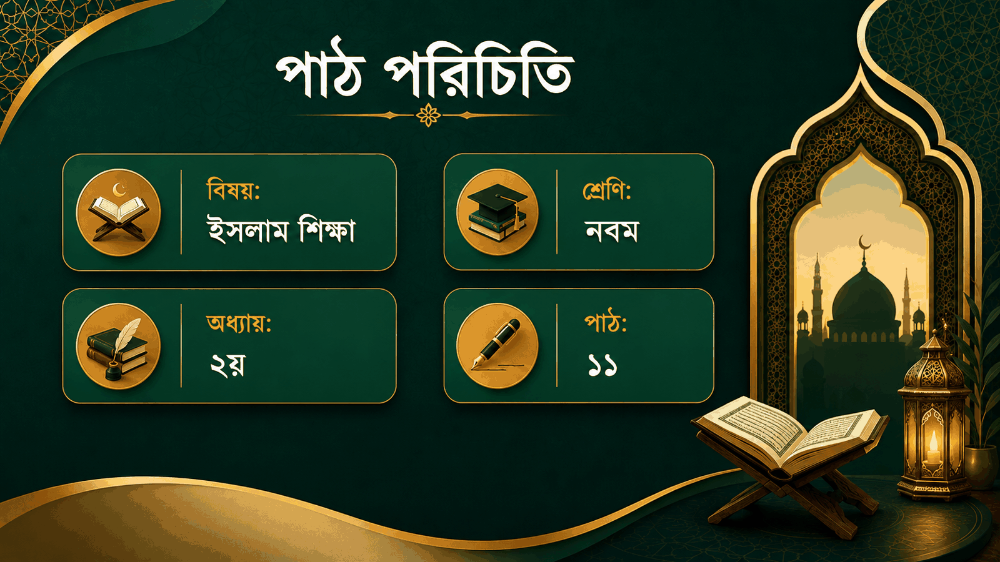 পাঠ পরিচিতি
বিষয়:
ইসলাম শিক্ষা
শ্রেণি:
নবম
অধ্যায়:
২য়
পাঠ:
১১